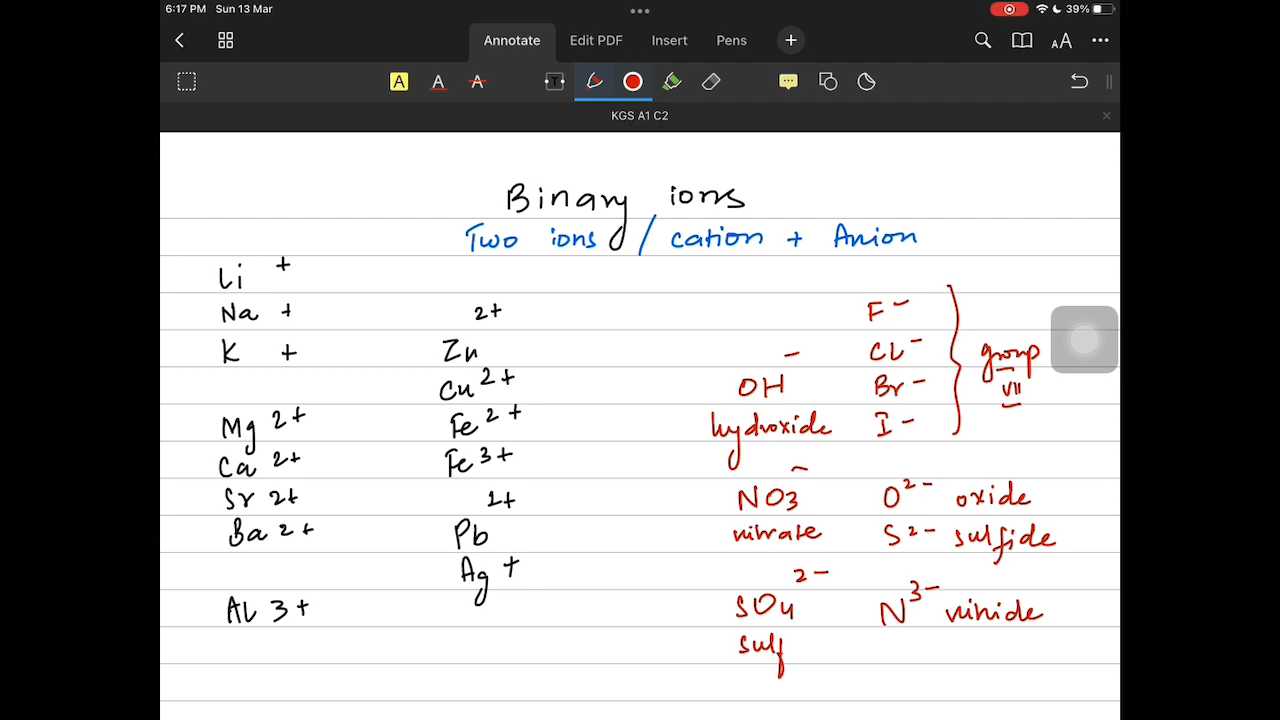 6:17 PM Sun 13 Mar
39%
Annotate Edit PDF Insert Pens
KGS A1 C2
Binary ions
Two ions / cation + Anion
Li +
Na +
K +
Mg 2+
Ca 2+
Sr 2+
Ba 2+
Al 3+
2+
Zn
Cu 2+
Fe 2+
Fe 3+
2+
Pb
Ag +
OH −
hydroxide
NO3 −
nitrate
2−
SO4
sulf
F −
Cl −
Br −
I −
group
VII
O 2− oxide
S 2− sulfide
N 3− nitride